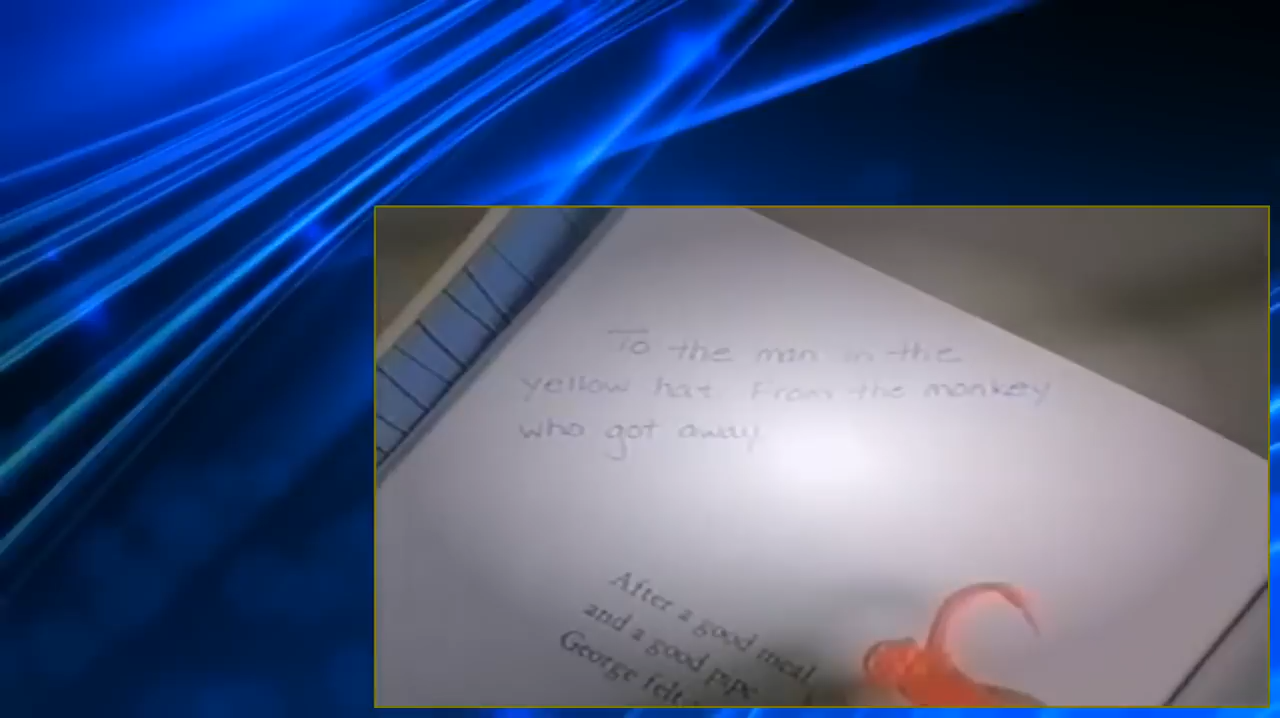 To the man in the
yellow hat. From the monkey
who got away
After a good meal
and a good pipe
George felt